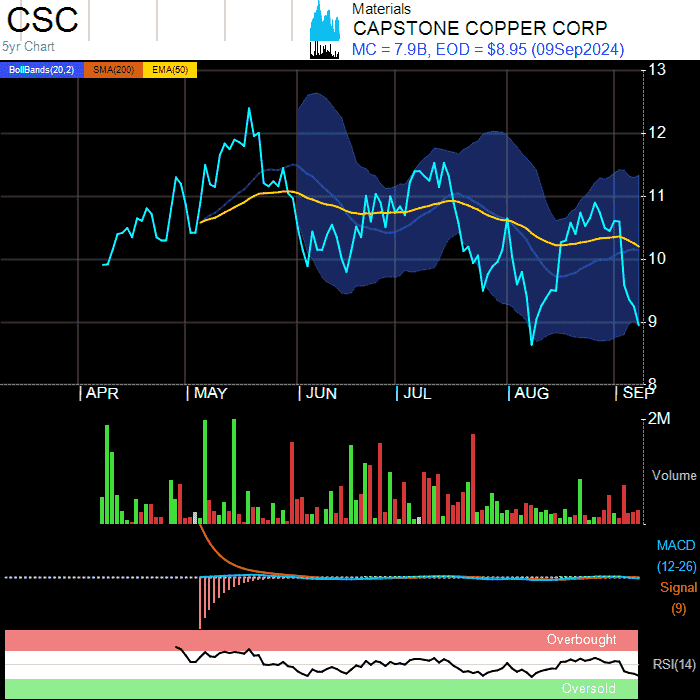 CSC
5yr Chart
Materials
CAPSTONE COPPER CORP
MC = 7.9B, EOD = $8.95 (09Sep2024)
BollBands(20,2) SMA(200) EMA(50)
13
12
11
10
9
8
APR MAY JUN JUL AUG SEP
2M
Volume
MACD
(12-26)
Signal
(9)
Overbought
RSI(14)
Oversold